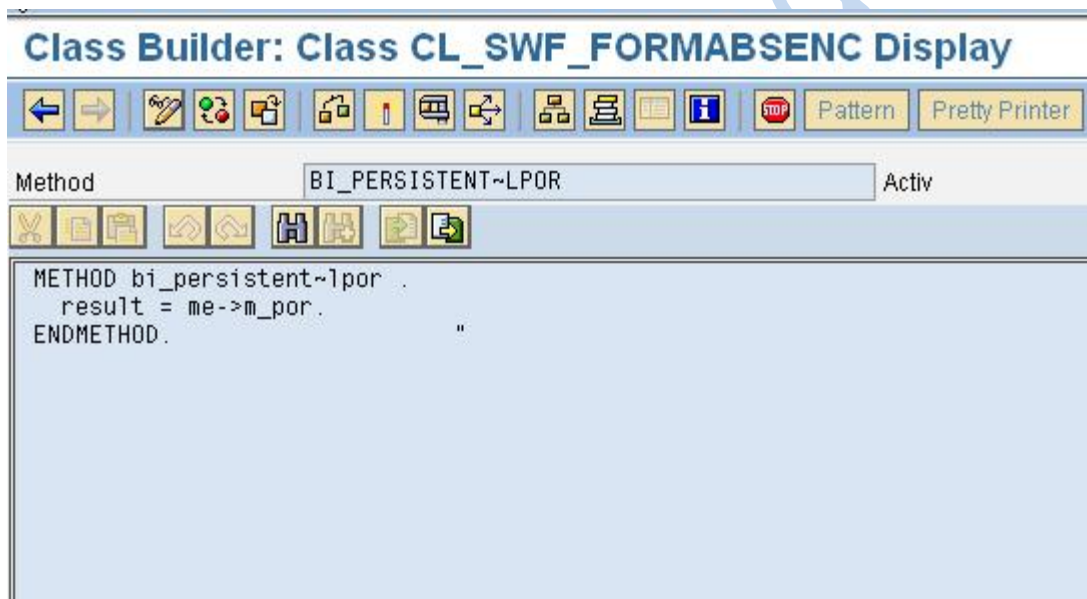 Class Builder: Class CL_SWF_FORMABSENC Display
Pattern Pretty Printer
Method BI_PERSISTENT~LPOR Activ
METHOD bi_persistent~lpor .
result = me->m_por.
ENDMETHOD. "